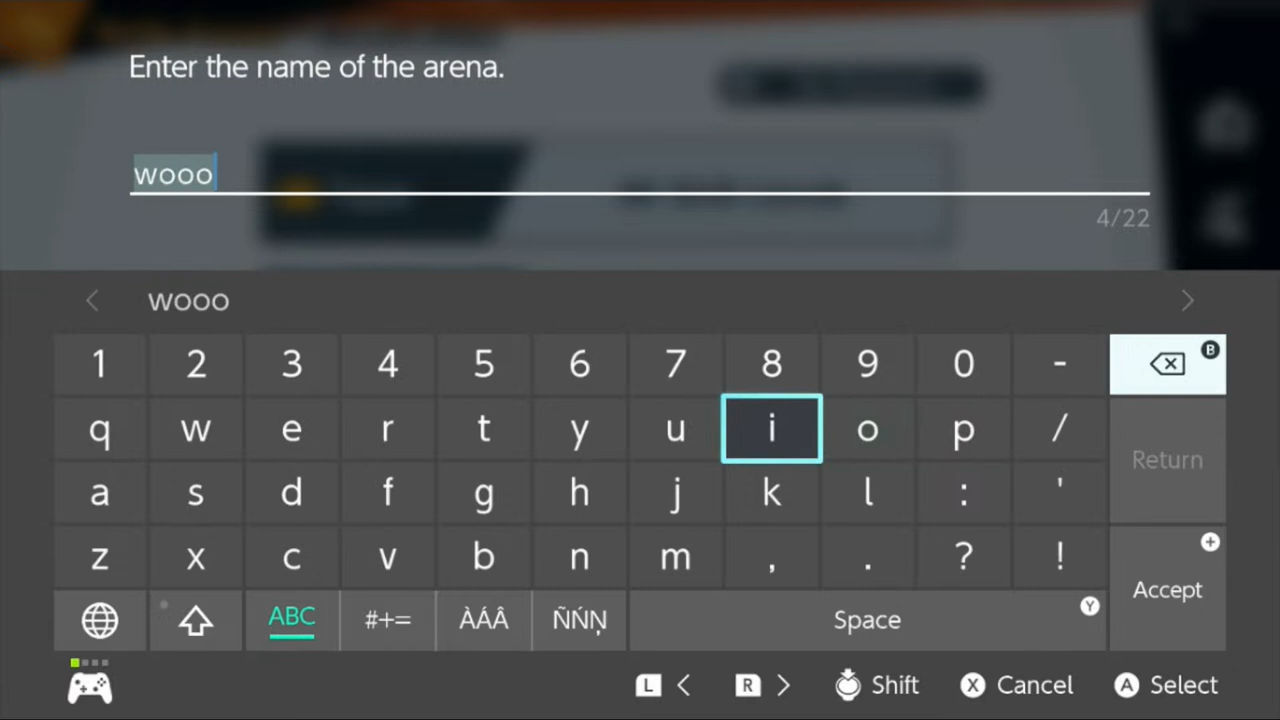 Enter the name of the arena.
wooo
4/22
< wooo >
1 2 3 4 5 6 7 8 9 0 - B
q w e r t y u i o p /
Return
a s d f g h j k l : '
z x c v b n m , . ? ! +
Accept
ABC #+= ÀÁÂ ÑŃŅ Space Y
L < R > Shift X Cancel A Select